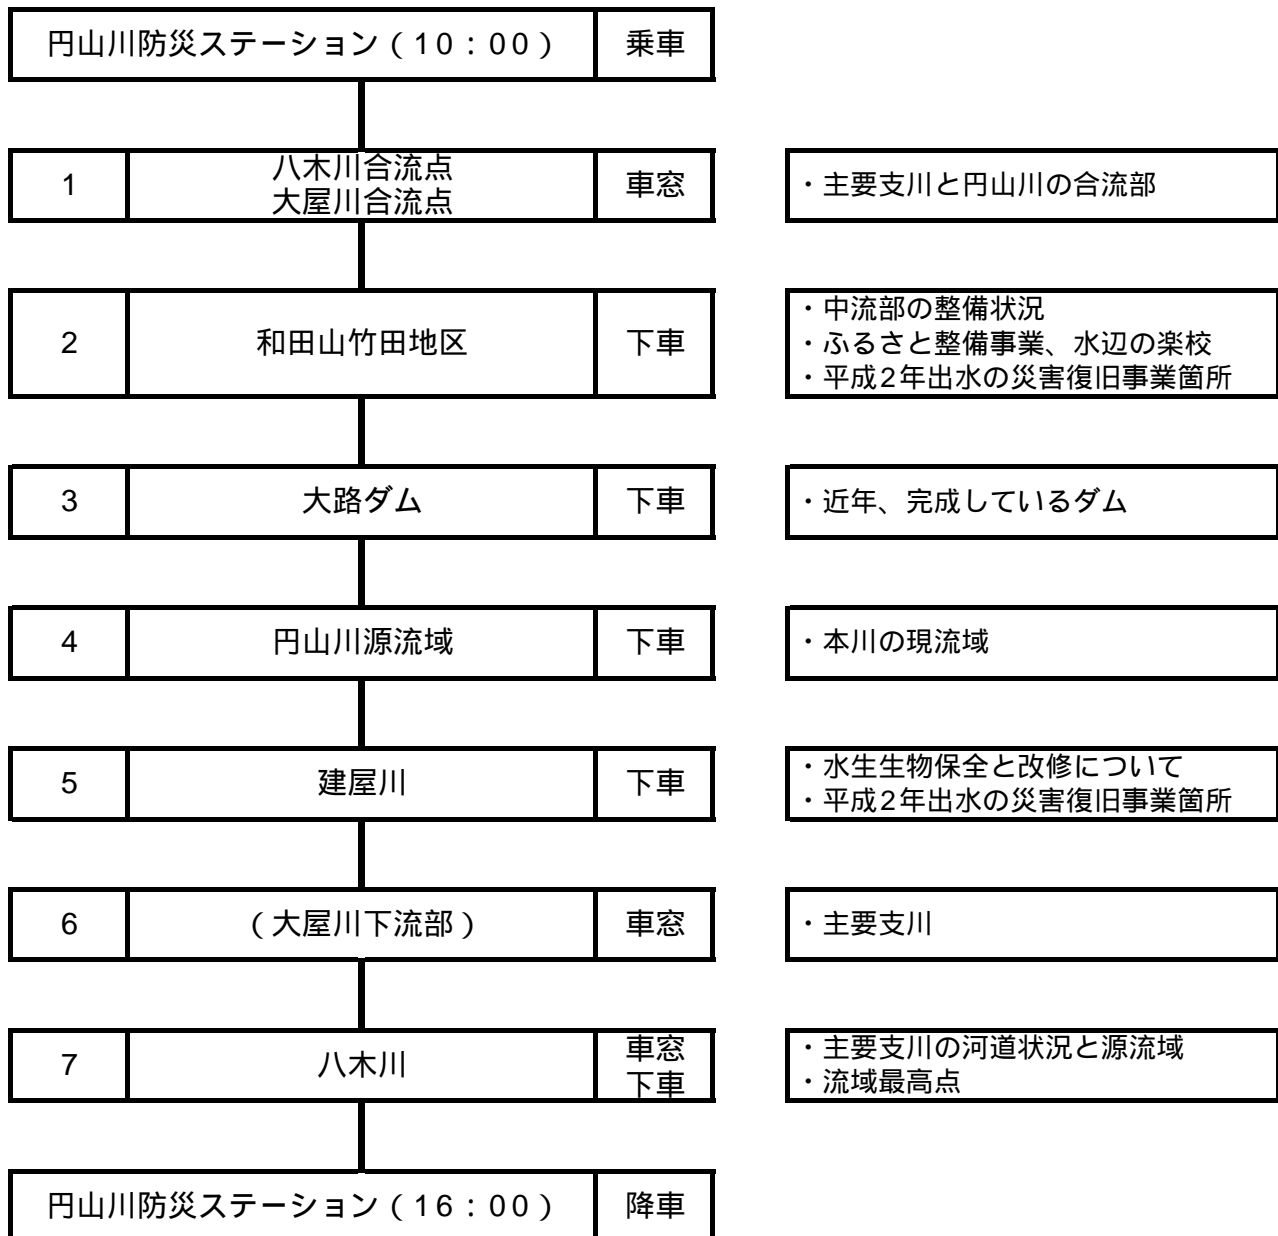 円山川防災ステーション(10:00) 乗車
1 八木川合流点 車窓 ・主要支川と円山川の合流部
大屋川合流点
2 和田山竹田地区 下車 ・中流部の整備状況
・ふるさと整備事業、水辺の楽校
・平成2年出水の災害復旧事業箇所
3 大路ダム 下車 ・近年、完成しているダム
4 円山川源流域 下車 ・本川の現流域
5 建屋川 下車 ・水生生物保全と改修について
・平成2年出水の災害復旧事業箇所
6 (大屋川下流部) 車窓 ・主要支川
7 八木川 車窓 ・主要支川の河道状況と源流域
下車 ・流域最高点
円山川防災ステーション(16:00) 降車